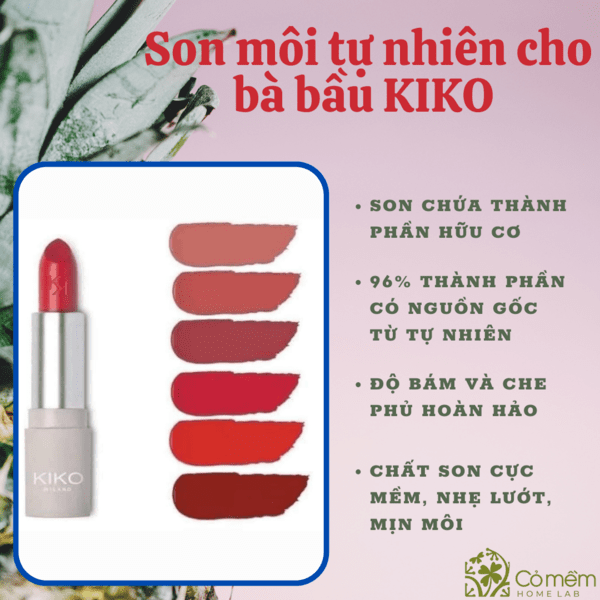 Son môi tự nhiên cho
bà bầu KIKO
• SON CHỨA THÀNH
PHẦN HỮU CƠ
• 96% THÀNH PHẦN
CÓ NGUỒN GỐC
TỪ TỰ NHIÊN
• ĐỘ BÁM VÀ CHE
PHỦ HOÀN HẢO
• CHẤT SON CỰC
MỀM, NHẸ LƯỚT,
MỊN MÔI
KIKO
MILANO
Cỏ mềm
HOME LAB